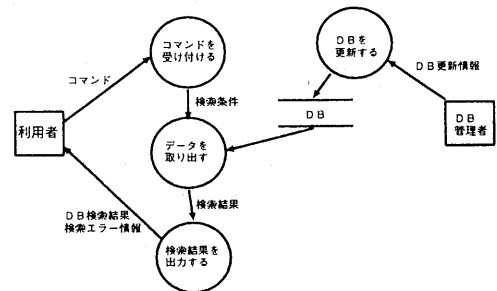 コマンドを
受け付ける
DBを
更新する
コマンド
DB更新情報
検索条件
DB
利用者
DB
管理者
データを
取り出す
検索結果
DB検索結果
検索エラー情報
検索結果を
出力する